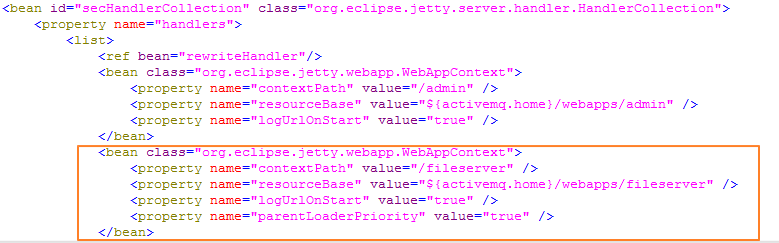 <bean id="secHandlerCollection" class="org.eclipse.jetty.server.handler.HandlerCollection">
<property name="handlers">
<list>
<ref bean="rewriteHandler"/>
<bean class="org.eclipse.jetty.webapp.WebAppContext">
<property name="contextPath" value="/admin" />
<property name="resourceBase" value="${activemq.home}/webapps/admin" />
<property name="logUrlOnStart" value="true" />
</bean>
<bean class="org.eclipse.jetty.webapp.WebAppContext">
<property name="contextPath" value="/fileserver" />
<property name="resourceBase" value="${activemq.home}/webapps/fileserver" />
<property name="logUrlOnStart" value="true" />
<property name="parentLoaderPriority" value="true" />
</bean>